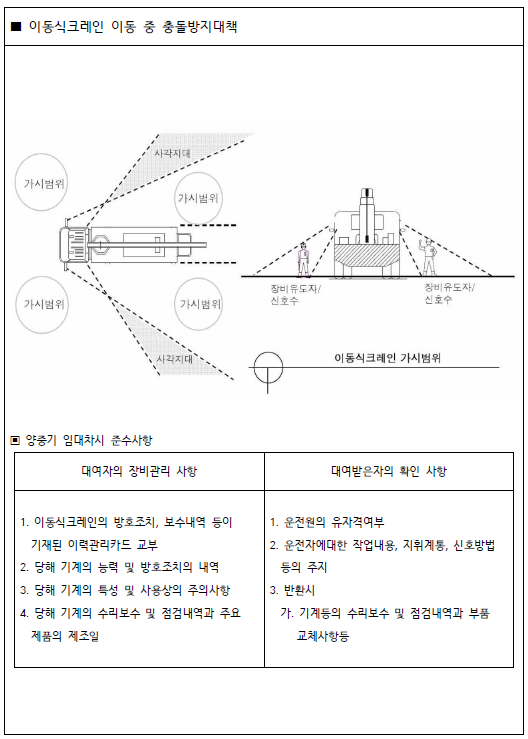 ■ 이동식크레인 이동 중 충돌방지대책
사각지대
가시범위
가시범위
가시범위
가시범위
사각지대
장비유도자/
신호수
장비유도자/
신호수
이동식크레인 가시범위
▣ 양중기 임대차시 준수사항
대여자의 장비관리 사항
1. 이동식크레인의 방호조치, 보수내역 등이
기재된 이력관리카드 교부
2. 당해 기계의 능력 및 방호조치의 내역
3. 당해 기계의 특성 및 사용상의 주의사항
4. 당해 기계의 수리보수 및 점검내역과 주요
제품의 제조일
대여받은자의 확인 사항
1. 운전원의 유자격여부
2. 운전자에대한 작업내용, 지휘계통, 신호방법
등의 주지
3. 반환시
가. 기계등의 수리보수 및 점검내역과 부품
교체사항등